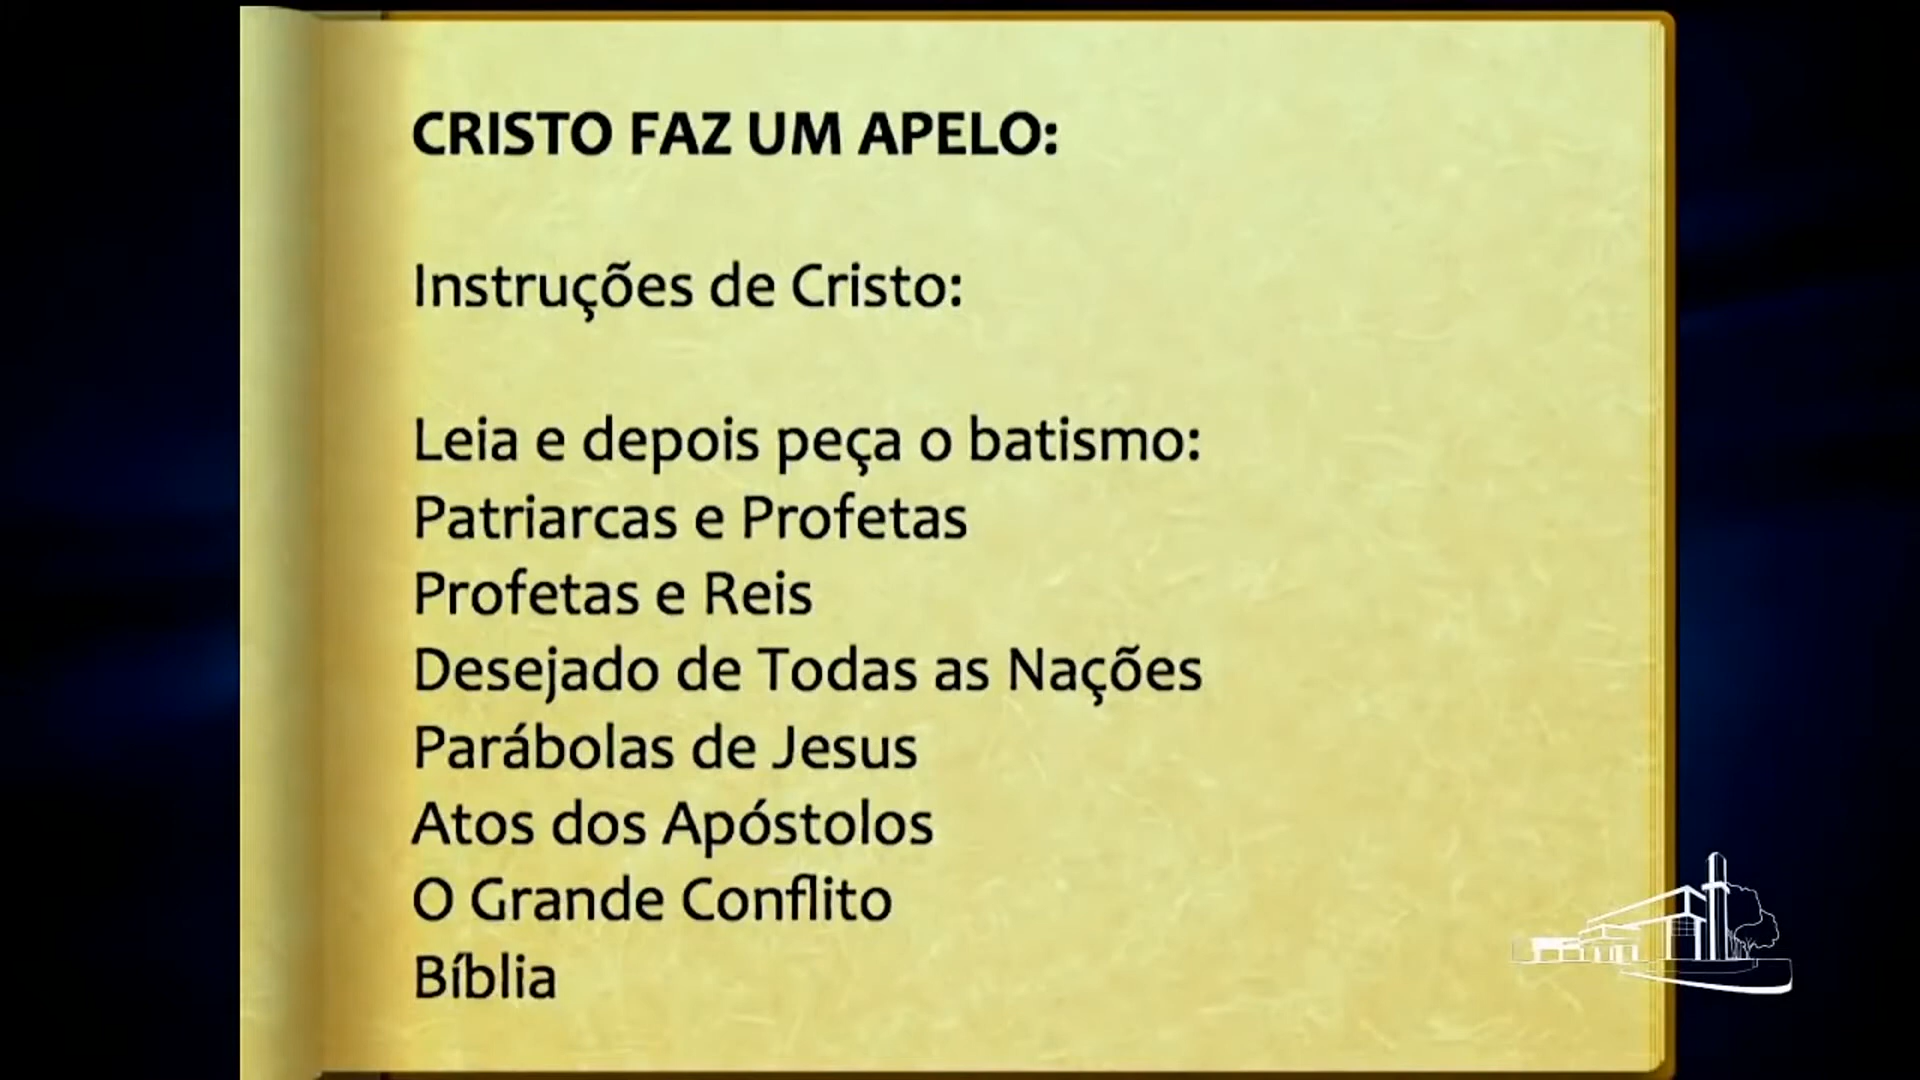 CRISTO FAZ UM APELO:
Instruções de Cristo:
Leia e depois peça o batismo:
Patriarcas e Profetas
Profetas e Reis
Desejado de Todas as Nações
Parábolas de Jesus
Atos dos Apóstolos
O Grande Conflito
Bíblia